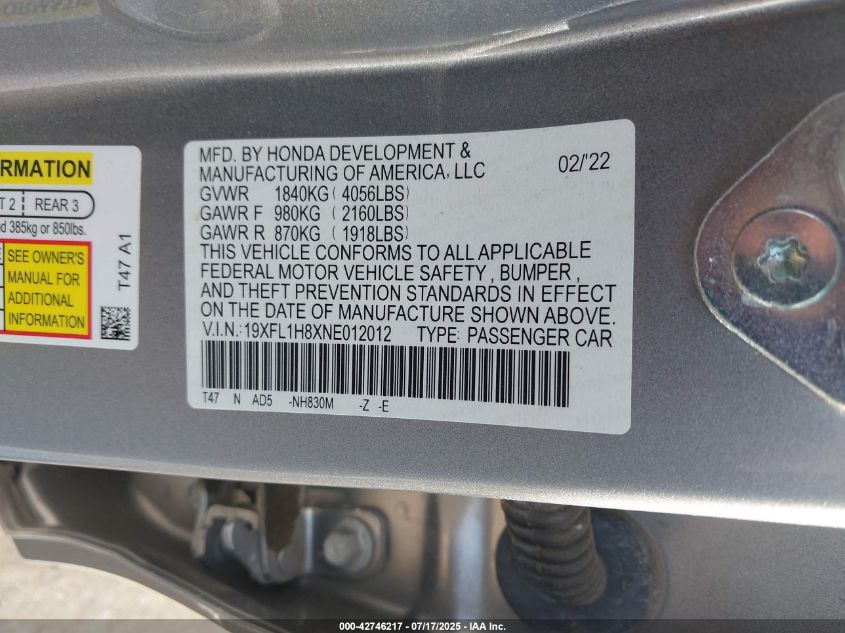 RMATION
T 2 REAR 3
d 385kg or 850lbs.
SEE OWNER'S
MANUAL FOR
ADDITIONAL
INFORMATION
T47 A1
MFD. BY HONDA DEVELOPMENT & 02/'22
MANUFACTURING OF AMERICA, LLC
GVWR 1840KG ( 4056LBS)
GAWR F 980KG ( 2160LBS)
GAWR R 870KG ( 1918LBS)
THIS VEHICLE CONFORMS TO ALL APPLICABLE
FEDERAL MOTOR VEHICLE SAFETY , BUMPER ,
AND THEFT PREVENTION STANDARDS IN EFFECT
ON THE DATE OF MANUFACTURE SHOWN ABOVE.
V.I.N.: 19XFL1H8XNE012012 TYPE: PASSENGER CAR
T47 N AD5 -NH830M -Z -E
000-42746217 - 07/17/2025 - IAA Inc.